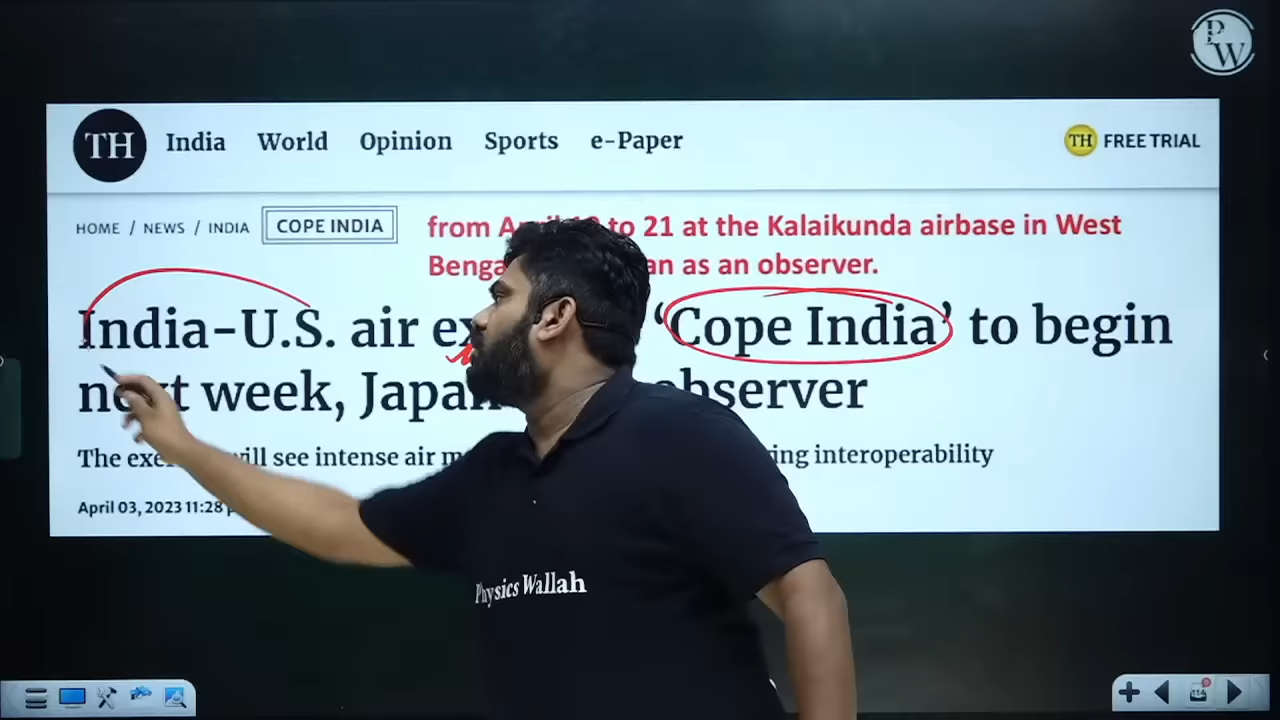 P
W
TH India World Opinion Sports e-Paper TH FREE TRIAL
HOME / NEWS / INDIA COPE INDIA
from to 21 at the Kalaikunda airbase in West
an as an observer.
India-U.S. air ‘Cope India’ to begin
next week, Japan observer
The will see intense air interoperability
April 03, 2023 11:28
Physics Wallah